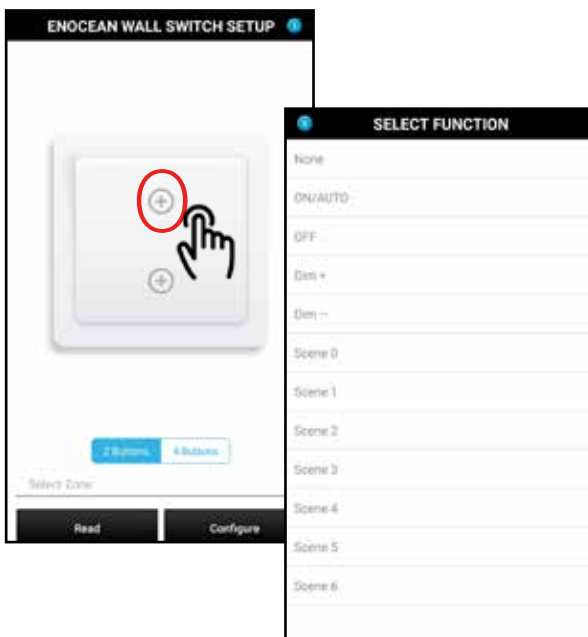 ENOCEAN WALL SWITCH SETUP
2 Buttons 4 Buttons
Select Zone
Read Configure
SELECT FUNCTION
None
ON/AUTO
OFF
Dim +
Dim –
Scene 0
Scene 1
Scene 2
Scene 3
Scene 4
Scene 5
Scene 6